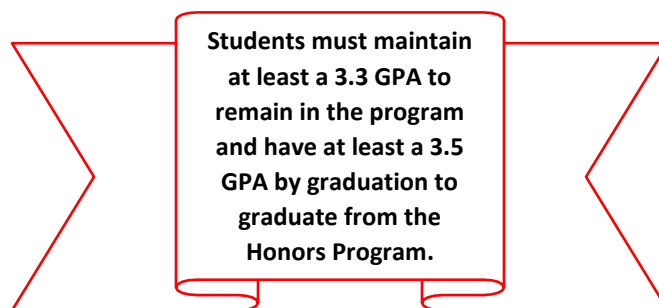 Students must maintain
at least a 3.3 GPA to
remain in the program
and have at least a 3.5
GPA by graduation to
graduate from the
Honors Program.